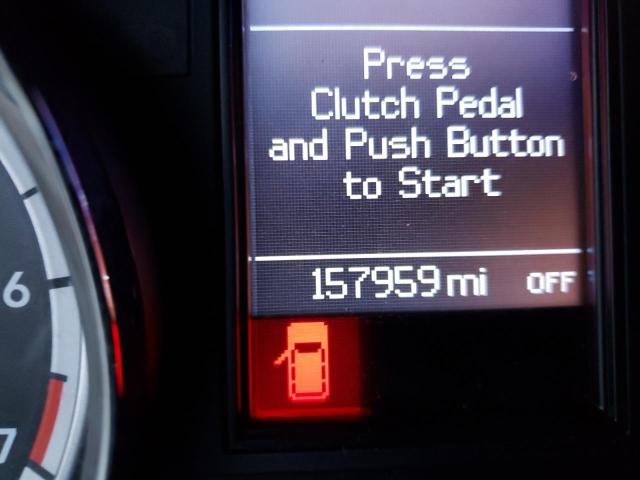 Press
Clutch Pedal
and Push Button
to Start
157959 mi OFF
6
7